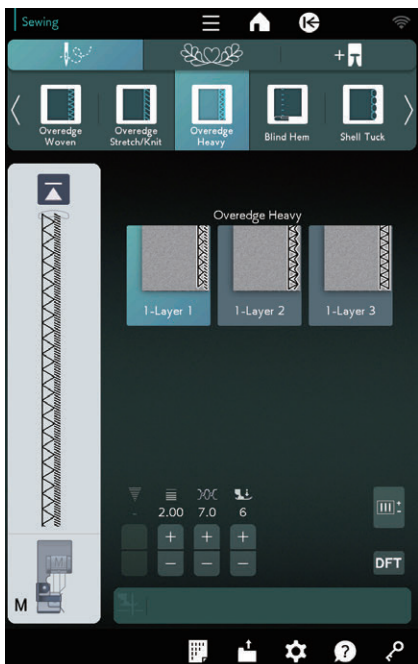 Sewing
Overedge
Woven
Overedge
Stretch/Knit
Overedge
Heavy
Blind Hem
Shell Tuck
Overedge Heavy
1-Layer 1
1-Layer 2
1-Layer 3
- 2.00 7.0 6
+ + +
− − −
DFT
M